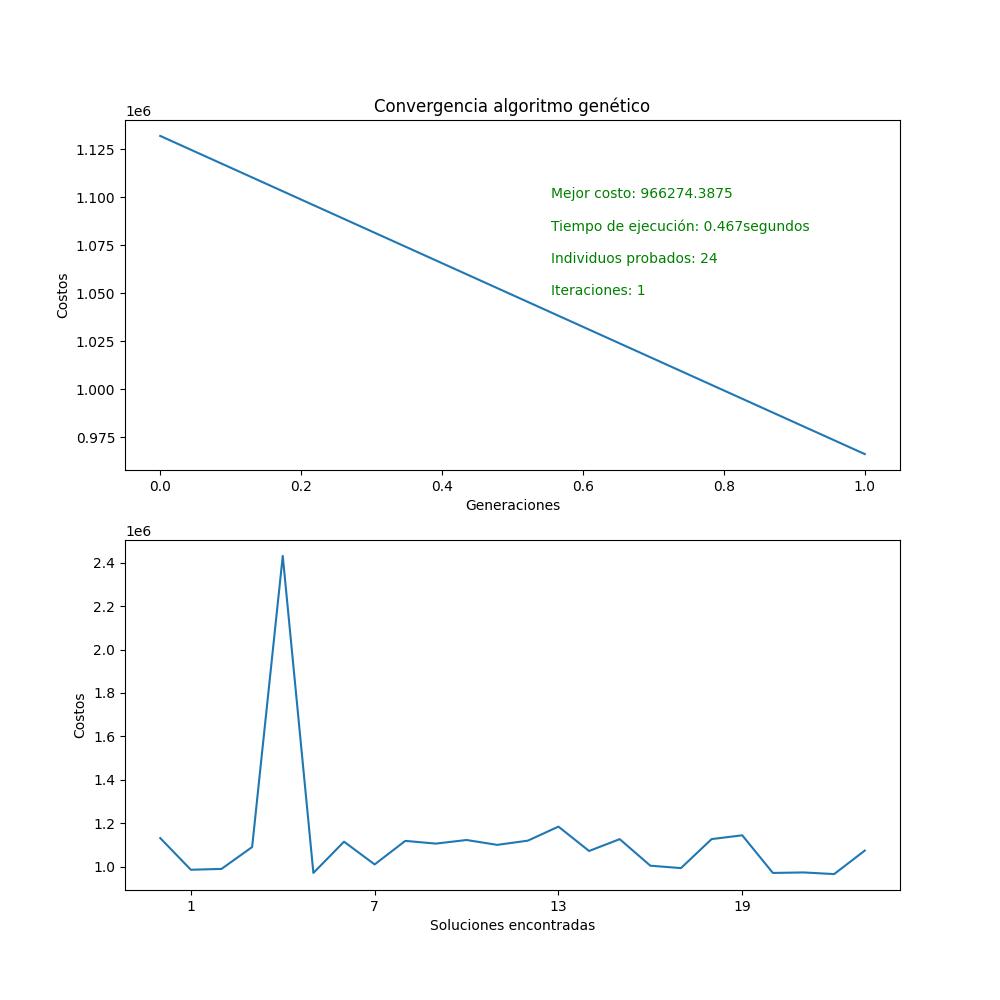 Convergencia algoritmo genético
1e6
1.125
1.100
1.075
1.050
1.025
1.000
0.975
Costos
Mejor costo: 966274.3875
Tiempo de ejecución: 0.467segundos
Individuos probados: 24
Iteraciones: 1
0.0 0.2 0.4 0.6 0.8 1.0
Generaciones
1e6
2.4
2.2
2.0
1.8
1.6
1.4
1.2
1.0
Costos
1 7 13 19
Soluciones encontradas